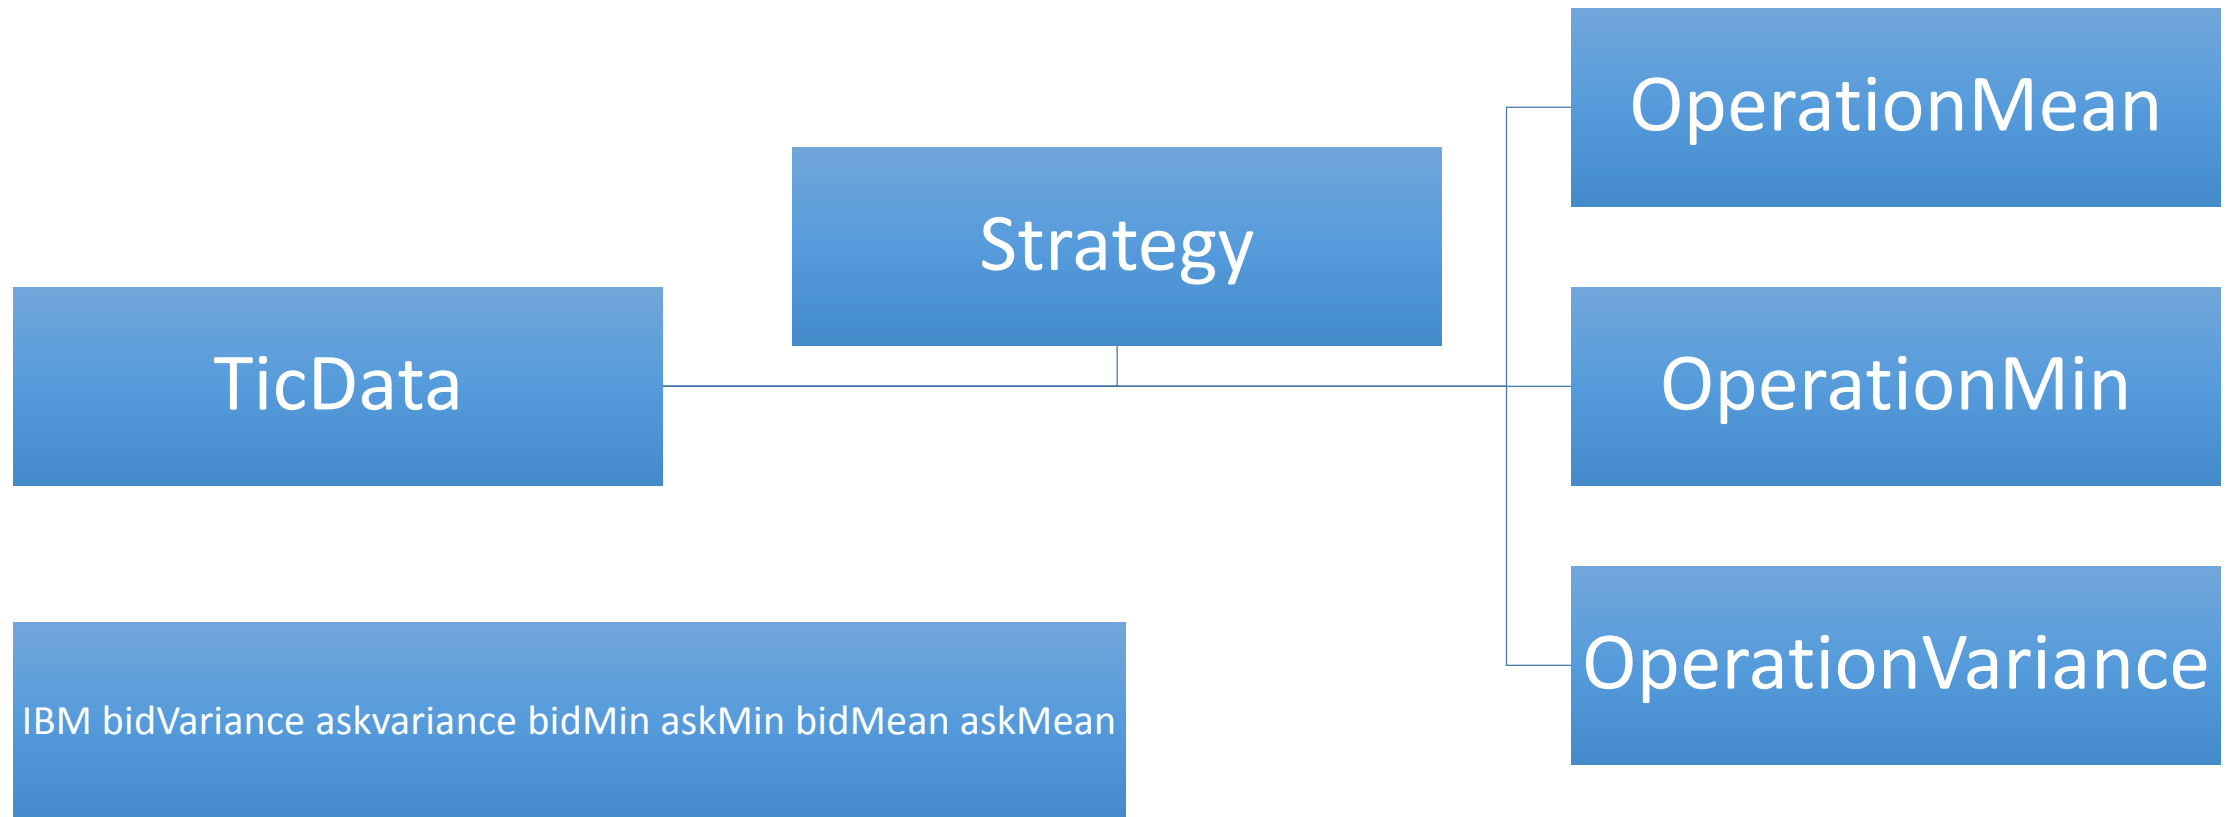 TicData
Strategy
OperationMean
OperationMin
OperationVariance
IBM bidVariance askvariance bidMin askMin bidMean askMean